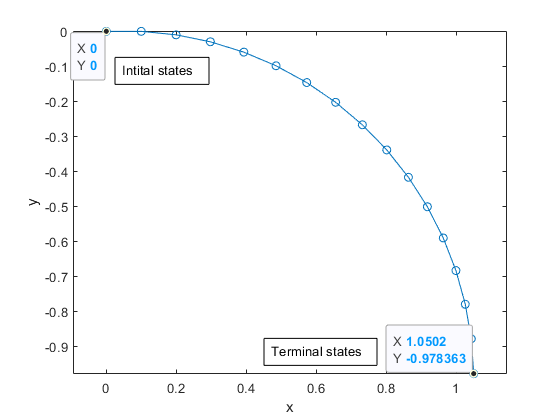 0
X 0
Y 0
Intital states
-0.1
-0.2
-0.3
-0.4
y
-0.5
-0.6
-0.7
-0.8
-0.9
Terminal states
X 1.0502
Y -0.978363
0 0.2 0.4 0.6 0.8 1
x